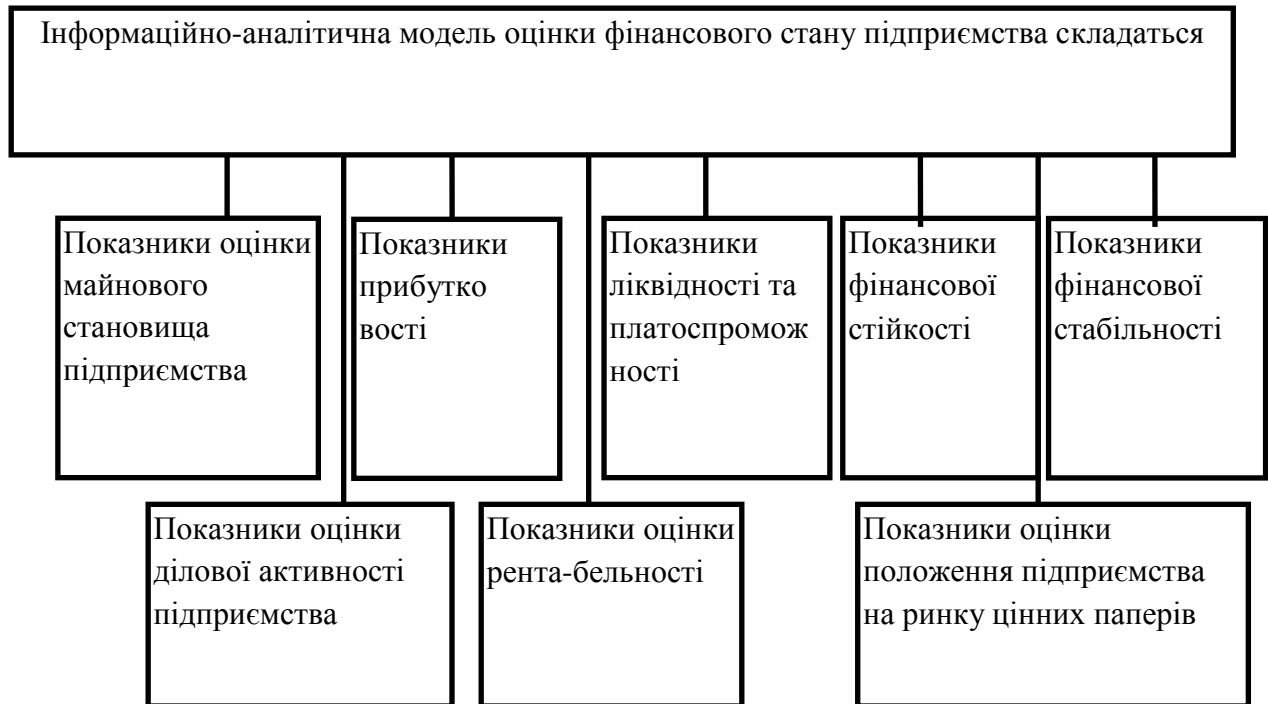 Інформаційно-аналітична модель оцінки фінансового стану підприємства складаться
Показники оцінки
майнового
становища
підприємства
Показники
прибутко
вості
Показники
ліквідності та
платоспромож
ності
Показники
фінансової
стійкості
Показники
фінансової
стабільності
Показники оцінки
ділової активності
підприємства
Показники оцінки
рента-бельності
Показники оцінки
положення підприємства
на ринку цінних паперів